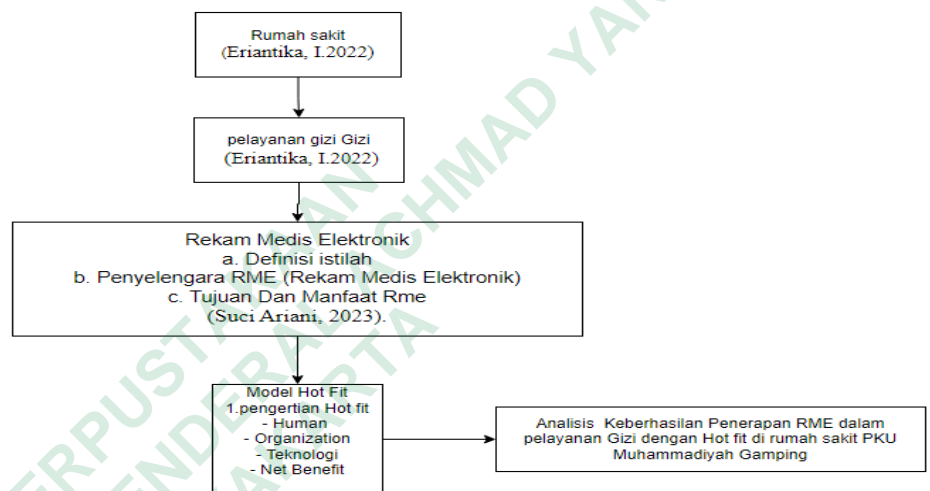 Rumah sakit
(Eriantika, I.2022)
pelayanan gizi Gizi
(Eriantika, I.2022)
Rekam Medis Elektronik
a. Definisi istilah
b. Penyelengara RME (Rekam Medis Elektronik)
c. Tujuan Dan Manfaat Rme
(Suci Ariani, 2023).
Model Hot Fit
1.pengertian Hot fit
- Human
- Organization
- Teknologi
- Net Benefit
Analisis Keberhasilan Penerapan RME dalam
pelayanan Gizi dengan Hot fit di rumah sakit PKU
Muhammadiyah Gamping